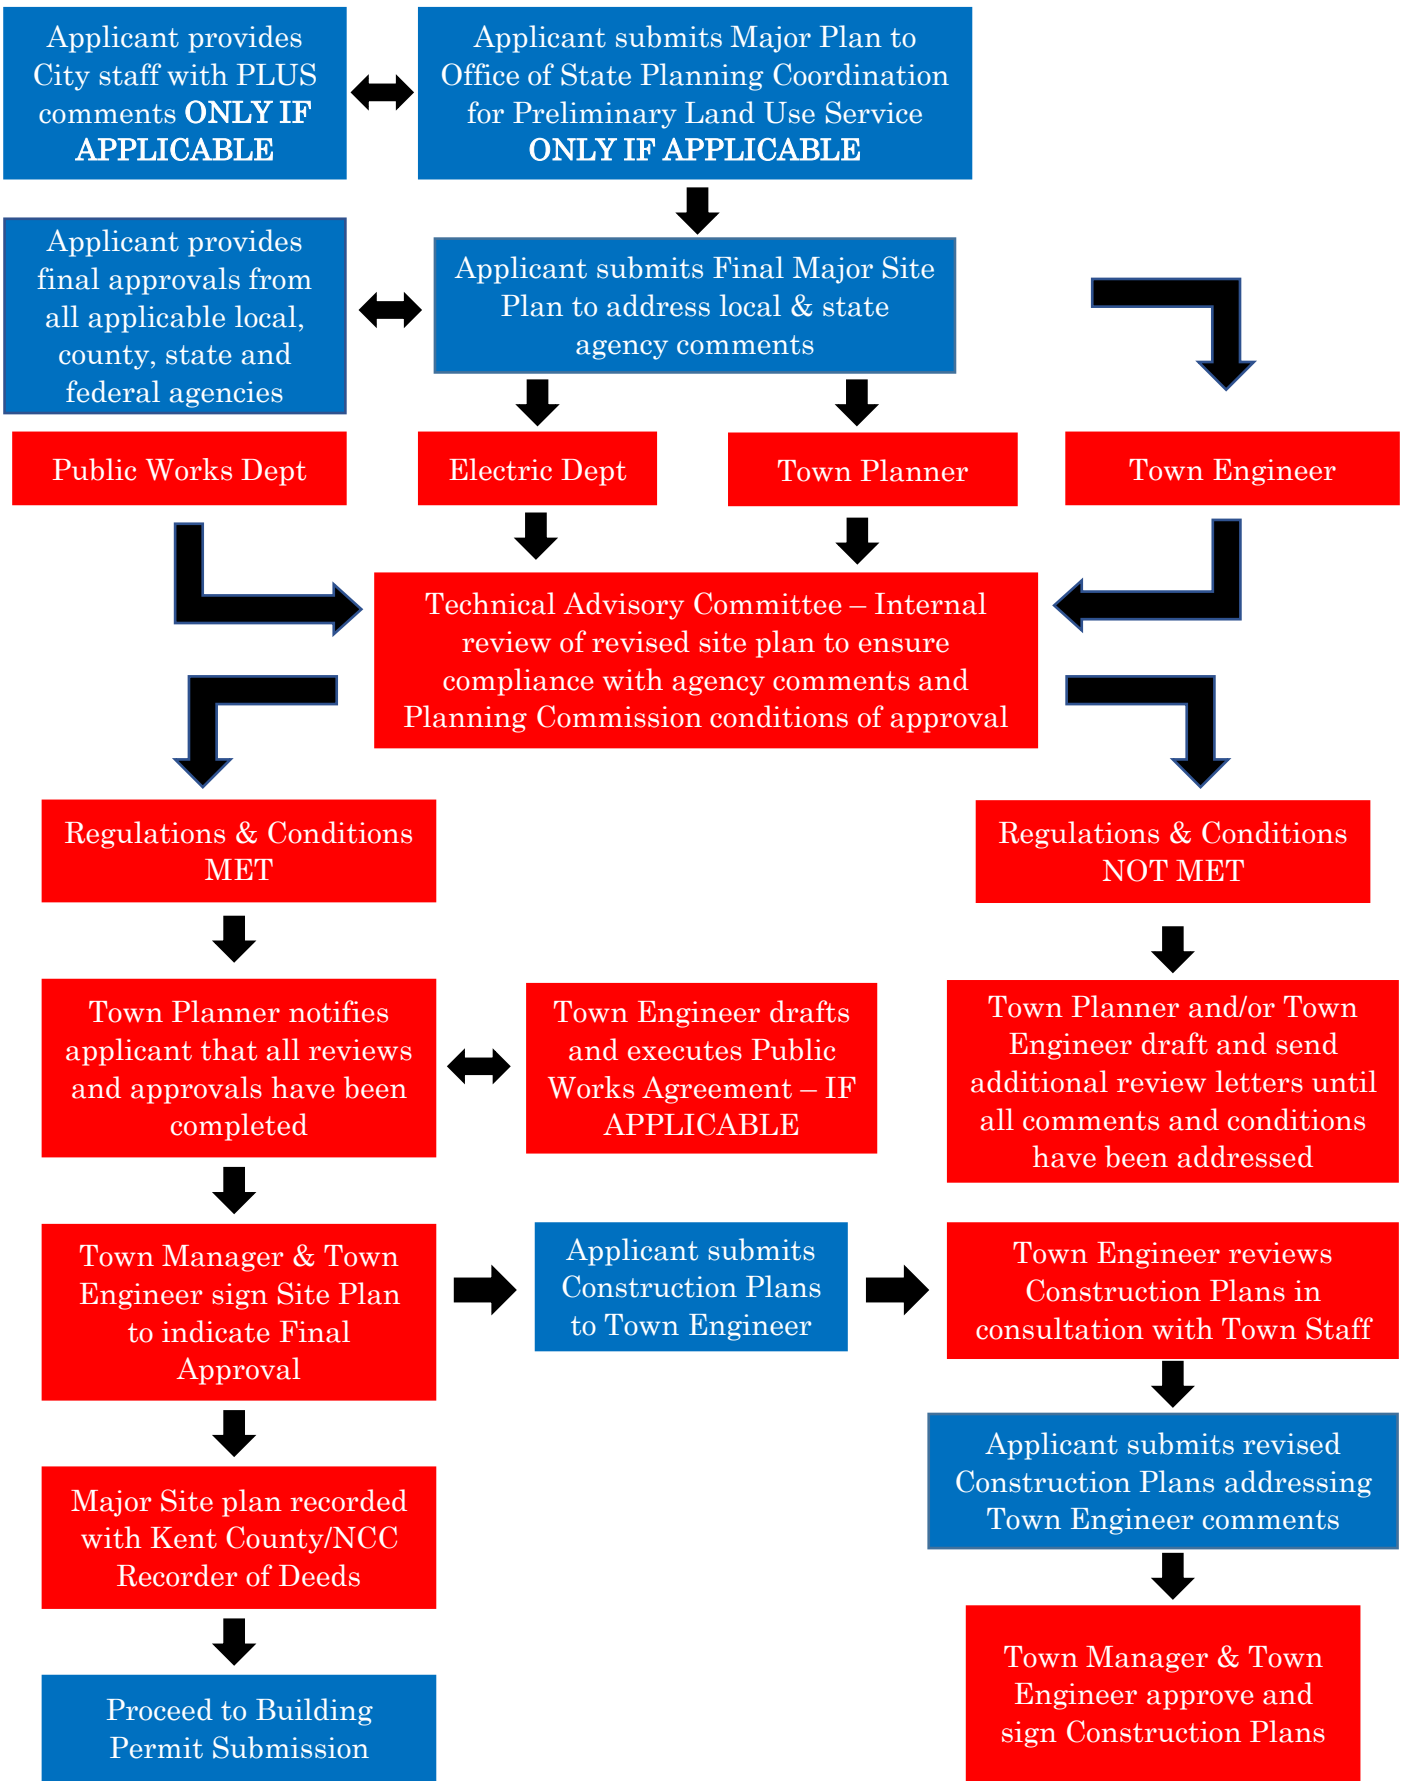 Applicant provides
City staff with PLUS
comments ONLY IF
APPLICABLE
Applicant submits Major Plan to
Office of State Planning Coordination
for Preliminary Land Use Service
ONLY IF APPLICABLE
Applicant provides
final approvals from
all applicable local,
county, state and
federal agencies
Applicant submits Final Major Site
Plan to address local & state
agency comments
Public Works Dept
Electric Dept
Town Planner
Town Engineer
Technical Advisory Committee – Internal
review of revised site plan to ensure
compliance with agency comments and
Planning Commission conditions of approval
Regulations & Conditions
MET
Regulations & Conditions
NOT MET
Town Planner notifies
applicant that all reviews
and approvals have been
completed
Town Engineer drafts
and executes Public
Works Agreement – IF
APPLICABLE
Town Planner and/or Town
Engineer draft and send
additional review letters until
all comments and conditions
have been addressed
Town Manager & Town
Engineer sign Site Plan
to indicate Final
Approval
Applicant submits
Construction Plans
to Town Engineer
Town Engineer reviews
Construction Plans in
consultation with Town Staff
Applicant submits revised
Construction Plans addressing
Town Engineer comments
Major Site plan recorded
with Kent County/NCC
Recorder of Deeds
Town Manager & Town
Engineer approve and
sign Construction Plans
Proceed to Building
Permit Submission